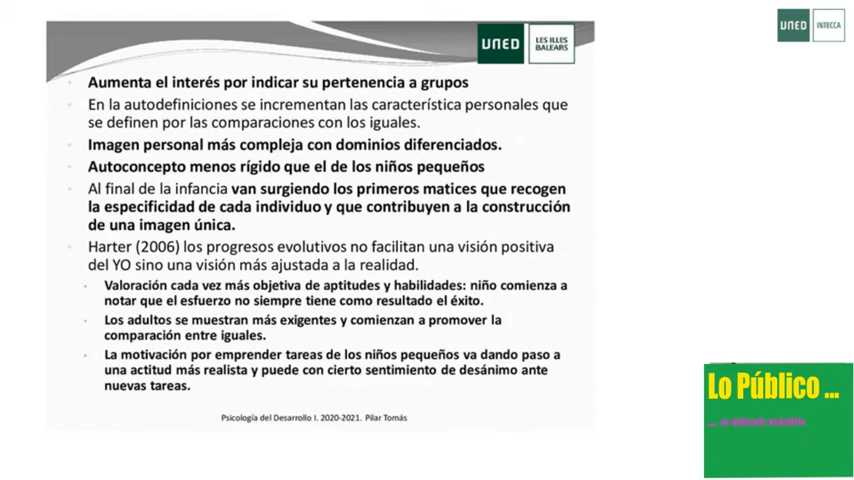 UNED
LES ILLES
BALEARS
UNED
INTECCA
Aumenta el interés por indicar su pertenencia a grupos
En la autodefiniciones se incrementan las característica personales que
se definen por las comparaciones con los iguales.
Imagen personal más compleja con dominios diferenciados.
Autoconcepto menos rígido que el de los niños pequeños
Al final de la infancia van surgiendo los primeros matices que recogen
la especificidad de cada individuo y que contribuyen a la construcción
de una imagen única.
Harter (2006) los progresos evolutivos no facilitan una visión positiva
del YO sino una visión más ajustada a la realidad.
Valoración cada vez más objetiva de aptitudes y habilidades: niño comienza a
notar que el esfuerzo no siempre tiene como resultado el éxito.
Los adultos se muestran más exigentes y comienzan a promover la
comparación entre iguales.
La motivación por emprender tareas de los niños pequeños va dando paso a
una actitud más realista y puede con cierto sentimiento de desánimo ante
nuevas tareas.
Psicología del Desarrollo I. 2020-2021. Pilar Tomás
Lo Público ...